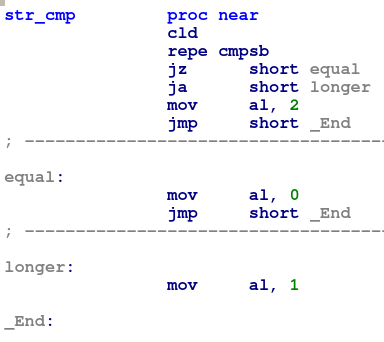 str_cmp proc near
cld
repe cmpsb
jz short equal
ja short longer
mov al, 2
jmp short _End
; ------------------------------------
equal:
mov al, 0
jmp short _End
; ------------------------------------
longer:
mov al, 1
_End: